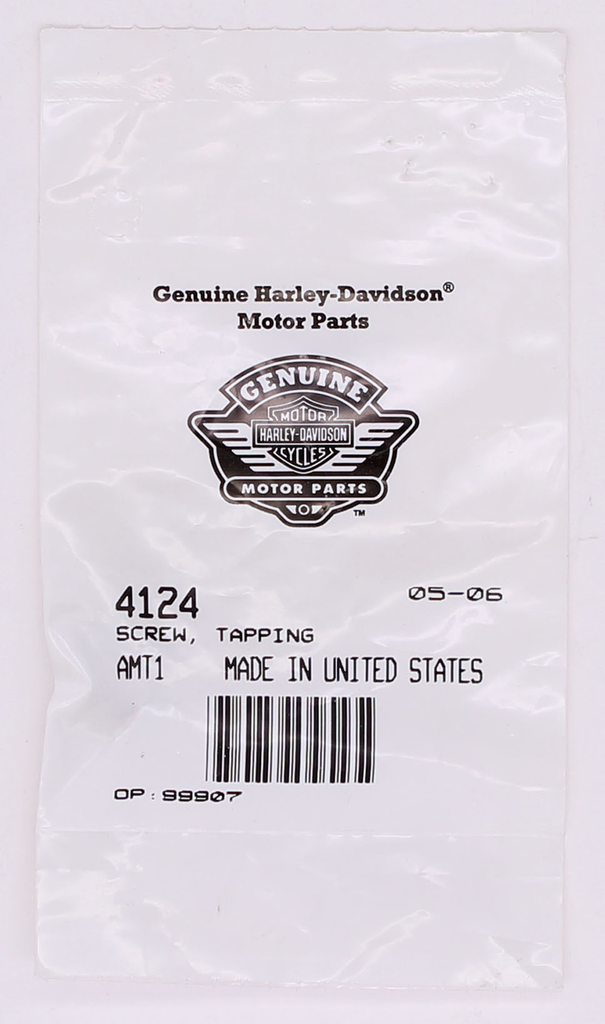 Genuine Harley-Davidson®
Motor Parts
GENUINE
MOTOR
HARLEY-DAVIDSON
CYCLES
MOTOR PARTS
TM
4124 05-06
SCREW, TAPPING
AMT1 MADE IN UNITED STATES
OP: 99907